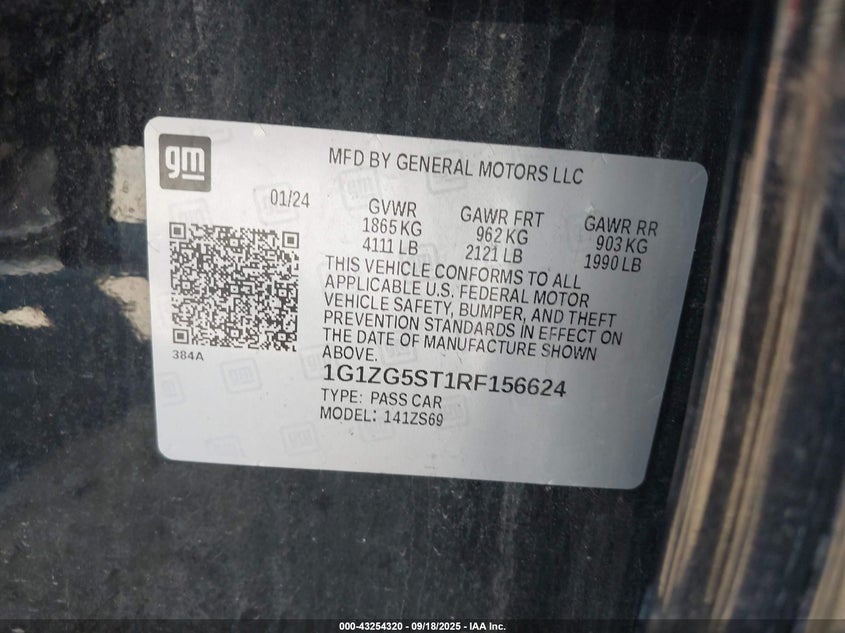 gm
MFD BY GENERAL MOTORS LLC
01/24
GVWR
1865 KG
4111 LB
GAWR FRT
962 KG
2121 LB
GAWR RR
903 KG
1990 LB
THIS VEHICLE CONFORMS TO ALL
APPLICABLE U.S. FEDERAL MOTOR
VEHICLE SAFETY, BUMPER, AND THEFT
PREVENTION STANDARDS IN EFFECT ON
THE DATE OF MANUFACTURE SHOWN
ABOVE.
384A
1G1ZG5ST1RF156624
TYPE: PASS CAR
MODEL: 141ZS69
000-43254320 - 09/18/2025 - IAA Inc.